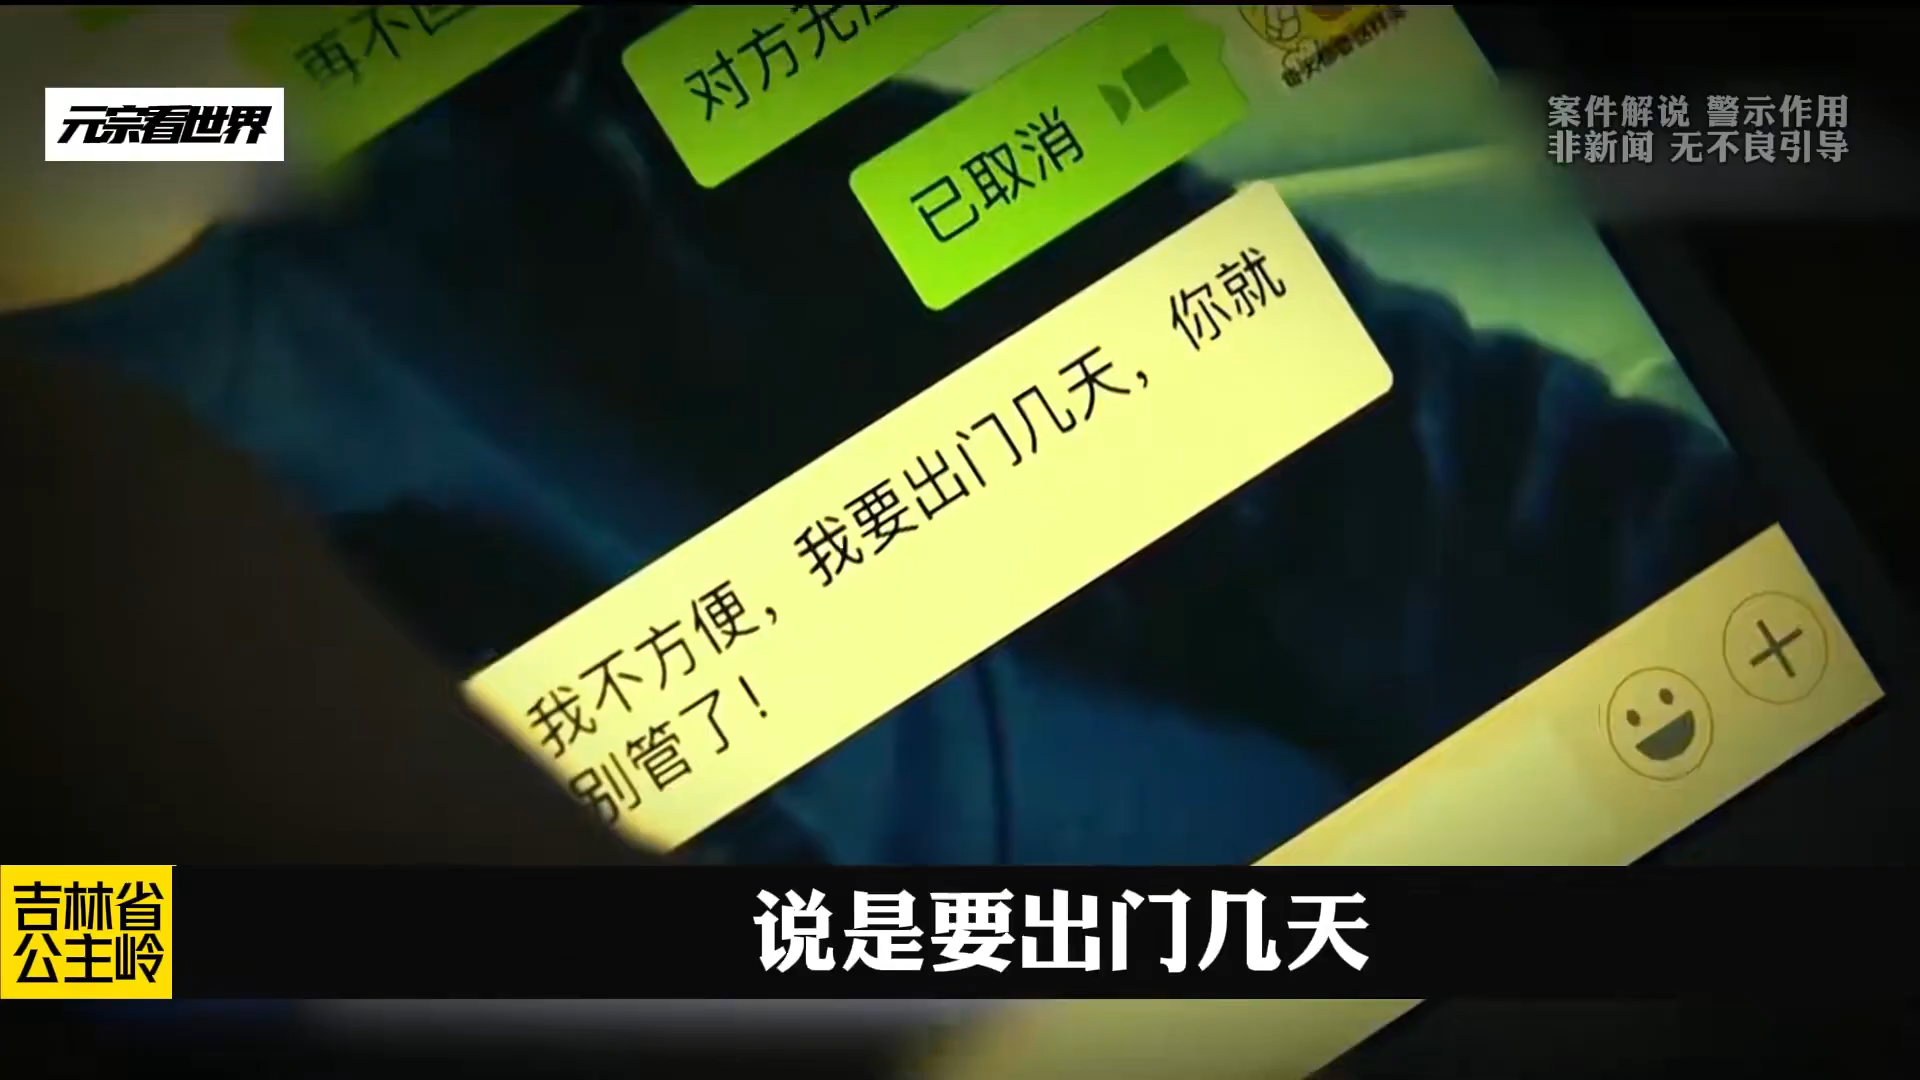 再不
对方无
已取消
元宗看世界
案件解说 警示作用
非新闻 无不良引导
我不方便，我要出门几天，你就
别管了！
吉林省
公主岭
说是要出门几天